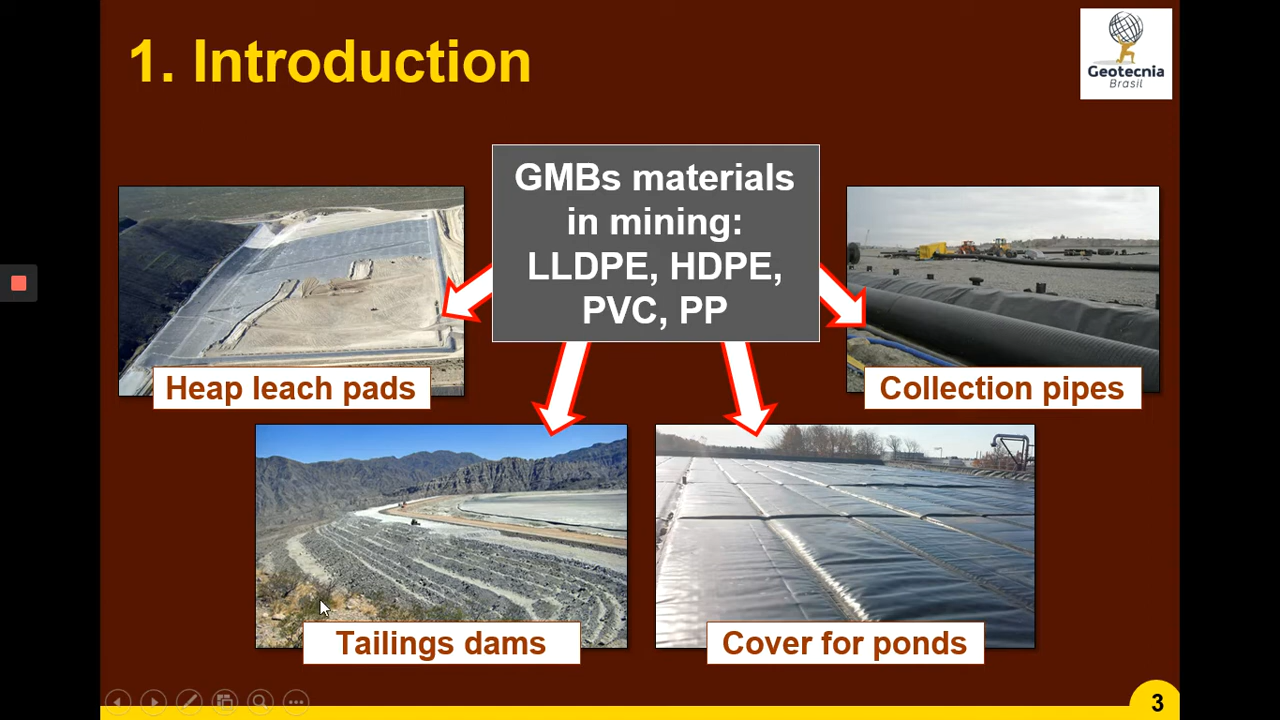 1. Introduction
Geotecnia
Brasil
GMBs materials
in mining:
LLDPE, HDPE,
PVC, PP
Heap leach pads
Collection pipes
Tailings dams
Cover for ponds
3